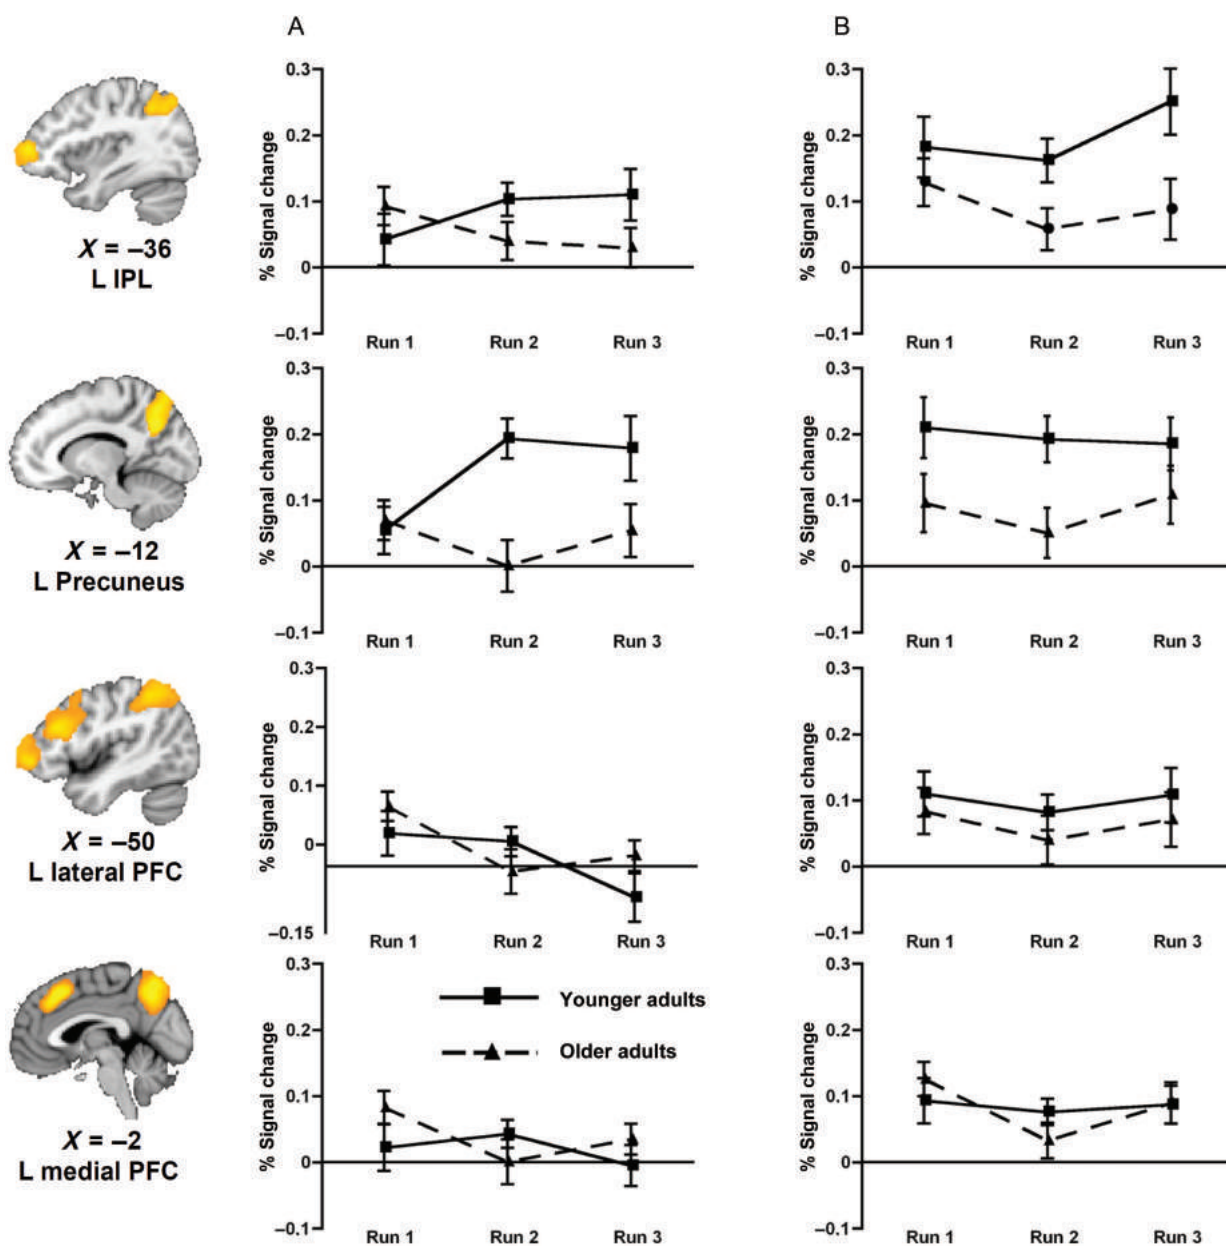 A
B
0.3
0.2
0.1
0
–0.1
% Signal change
Run 1
Run 2
Run 3
0.3
0.2
0.1
0
–0.1
% Signal change
Run 1
Run 2
Run 3
X = –36
L IPL
0.3
0.2
0.1
0
–0.1
% Signal change
Run 1
Run 2
Run 3
0.3
0.2
0.1
0
–0.1
% Signal change
Run 1
Run 2
Run 3
X = –12
L Precuneus
0.3
0.2
0.1
0
–0.15
% Signal change
Run 1
Run 2
Run 3
0.3
0.2
0.1
0
–0.1
% Signal change
Run 1
Run 2
Run 3
X = –50
L lateral PFC
0.3
0.2
0.1
0
–0.1
% Signal change
Younger adults
Older adults
Run 1
Run 2
Run 3
0.3
0.2
0.1
0
–0.1
% Signal change
Run 1
Run 2
Run 3
X = –2
L medial PFC